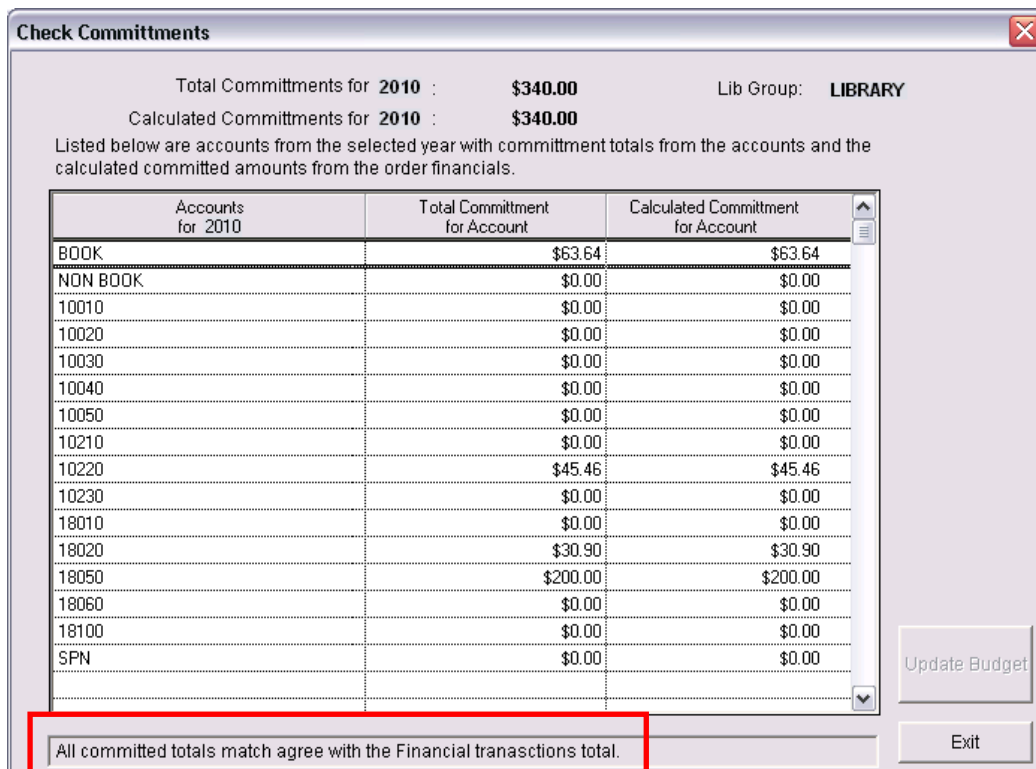 Check Committments
Total Committments for 2010 : $340.00 Lib Group: LIBRARY
Calculated Committments for 2010 : $340.00
Listed below are accounts from the selected year with committment totals from the accounts and the
calculated committed amounts from the order financials.
Accounts for 2010 Total Committment for Account Calculated Committment for Account
BOOK $63.64 $63.64
NON BOOK $0.00 $0.00
10010 $0.00 $0.00
10020 $0.00 $0.00
10030 $0.00 $0.00
10040 $0.00 $0.00
10050 $0.00 $0.00
10210 $0.00 $0.00
10220 $45.46 $45.46
10230 $0.00 $0.00
18010 $0.00 $0.00
18020 $30.90 $30.90
18050 $200.00 $200.00
18060 $0.00 $0.00
18100 $0.00 $0.00
SPN $0.00 $0.00
Update Budget
All committed totals match agree with the Financial tranasctions total.
Exit